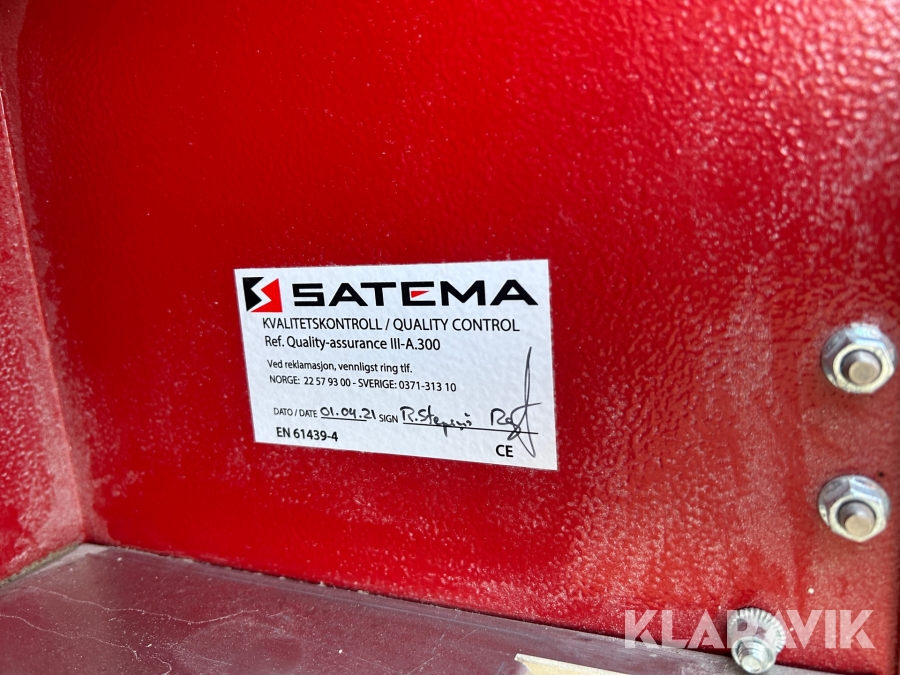 SATEMA
KVALITETSKONTROLL / QUALITY CONTROL
Ref. Quality-assurance III-A.300
Ved reklamasjon, vennligst ring tlf.
NORGE: 22 57 93 00 - SVERIGE: 0371-313 10
DATO / DATE 01.04.21 SIGN
EN 61439-4
CE
KLARAVIK